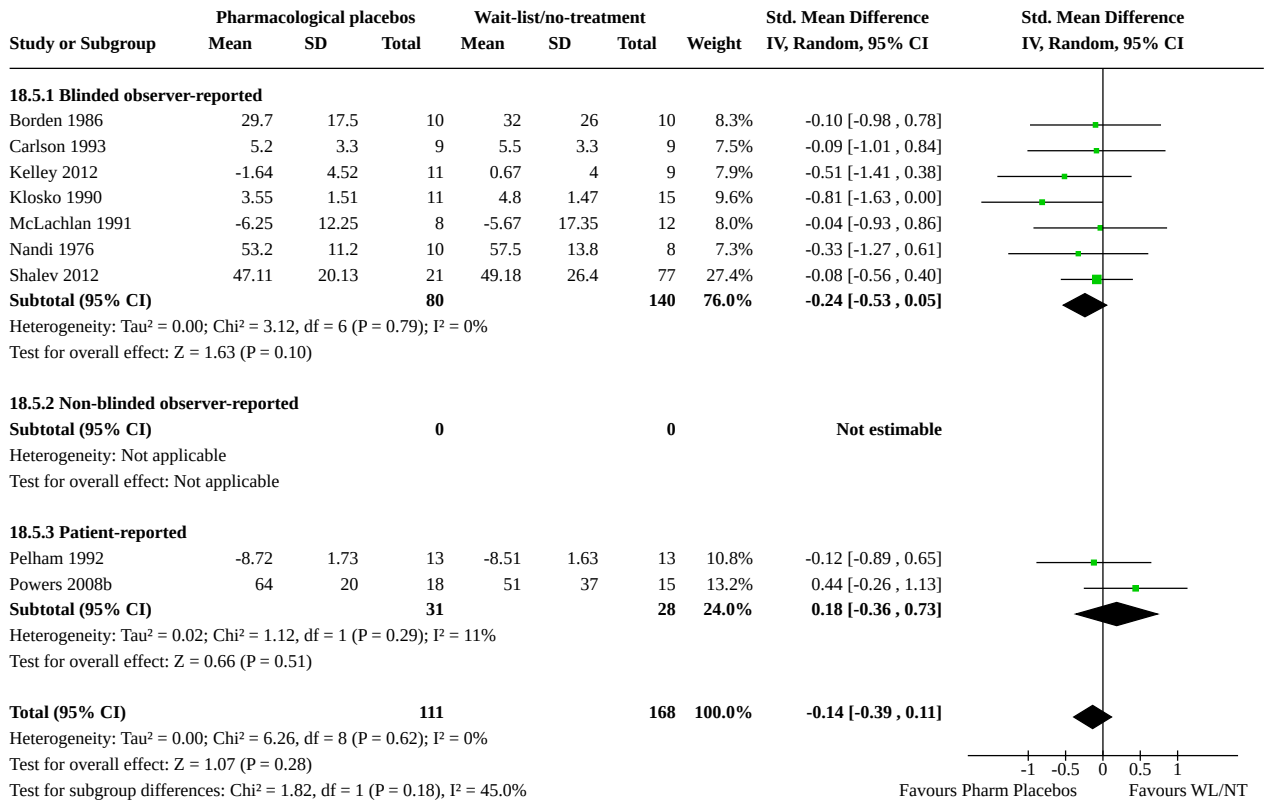 Pharmacological placebos Wait-list/no-treatment Std. Mean Difference Std. Mean Difference
Study or Subgroup Mean SD Total Mean SD Total Weight IV, Random, 95% CI IV, Random, 95% CI
18.5.1 Blinded observer-reported
Borden 1986 29.7 17.5 10 32 26 10 8.3% -0.10 [-0.98 , 0.78]
Carlson 1993 5.2 3.3 9 5.5 3.3 9 7.5% -0.09 [-1.01 , 0.84]
Kelley 2012 -1.64 4.52 11 0.67 4 9 7.9% -0.51 [-1.41 , 0.38]
Klosko 1990 3.55 1.51 11 4.8 1.47 15 9.6% -0.81 [-1.63 , 0.00]
McLachlan 1991 -6.25 12.25 8 -5.67 17.35 12 8.0% -0.04 [-0.93 , 0.86]
Nandi 1976 53.2 11.2 10 57.5 13.8 8 7.3% -0.33 [-1.27 , 0.61]
Shalev 2012 47.11 20.13 21 49.18 26.4 77 27.4% -0.08 [-0.56 , 0.40]
Subtotal (95% CI) 80 140 76.0% -0.24 [-0.53 , 0.05]
Heterogeneity: Tau² = 0.00; Chi² = 3.12, df = 6 (P = 0.79); I² = 0%
Test for overall effect: Z = 1.63 (P = 0.10)
18.5.2 Non-blinded observer-reported
Subtotal (95% CI) 0 0 Not estimable
Heterogeneity: Not applicable
Test for overall effect: Not applicable
18.5.3 Patient-reported
Pelham 1992 -8.72 1.73 13 -8.51 1.63 13 10.8% -0.12 [-0.89 , 0.65]
Powers 2008b 64 20 18 51 37 15 13.2% 0.44 [-0.26 , 1.13]
Subtotal (95% CI) 31 28 24.0% 0.18 [-0.36 , 0.73]
Heterogeneity: Tau² = 0.02; Chi² = 1.12, df = 1 (P = 0.29); I² = 11%
Test for overall effect: Z = 0.66 (P = 0.51)
Total (95% CI) 111 168 100.0% -0.14 [-0.39 , 0.11]
Heterogeneity: Tau² = 0.00; Chi² = 6.26, df = 8 (P = 0.62); I² = 0%
Test for overall effect: Z = 1.07 (P = 0.28) -1 -0.5 0 0.5 1
Test for subgroup differences: Chi² = 1.82, df = 1 (P = 0.18), I² = 45.0% Favours Pharm Placebos Favours WL/NT